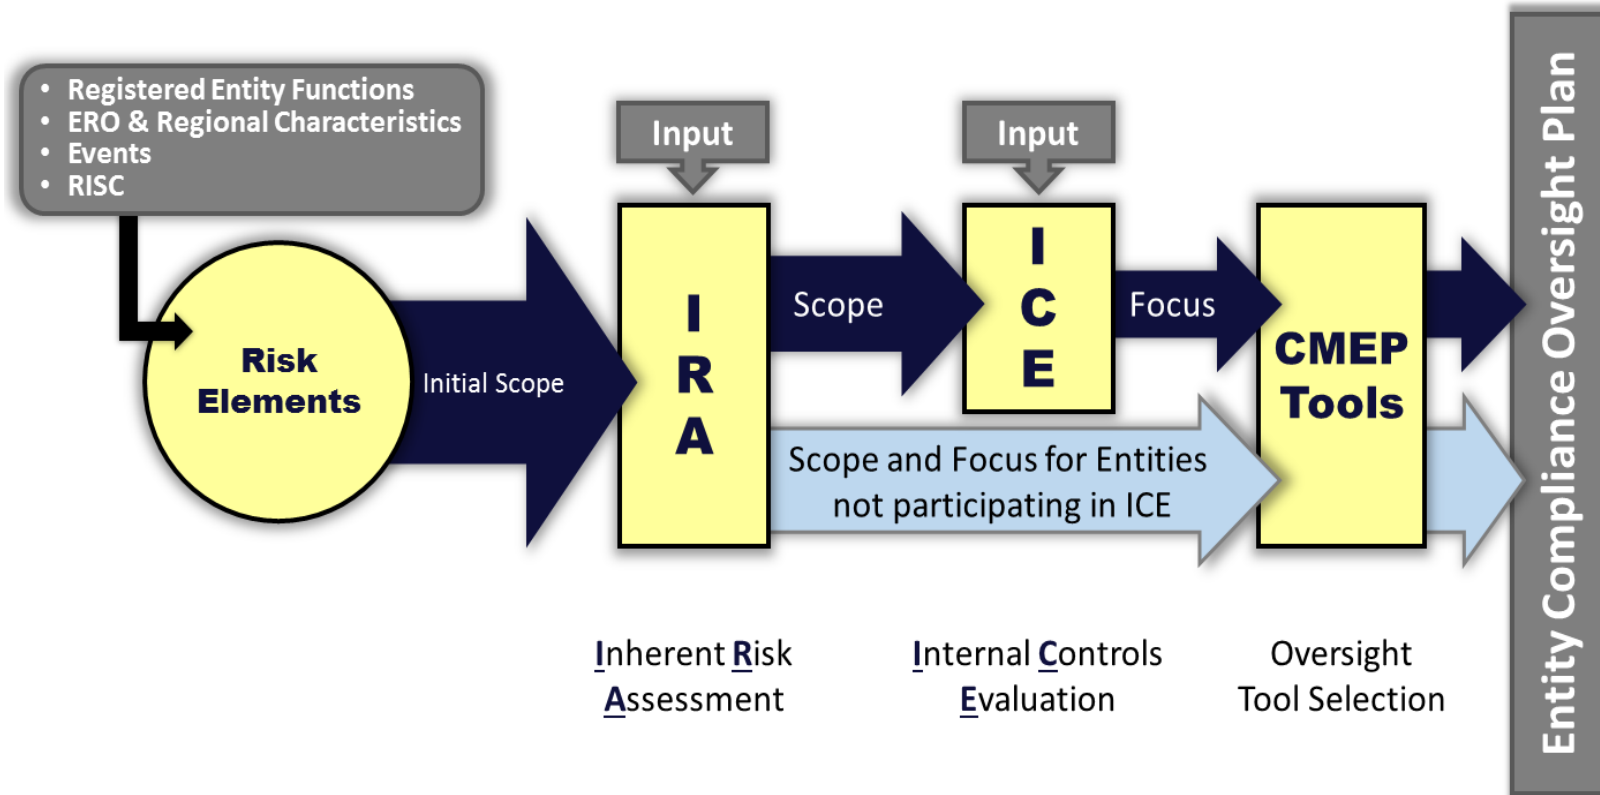 • Registered Entity Functions
• ERO & Regional Characteristics
• Events
• RISC
Risk
Elements
Initial Scope
Input
I
R
A
Scope
Input
I
C
E
Focus
Scope and Focus for Entities
not participating in ICE
CMEP
Tools
Entity Compliance Oversight Plan
Inherent Risk
Assessment
Internal Controls
Evaluation
Oversight
Tool Selection